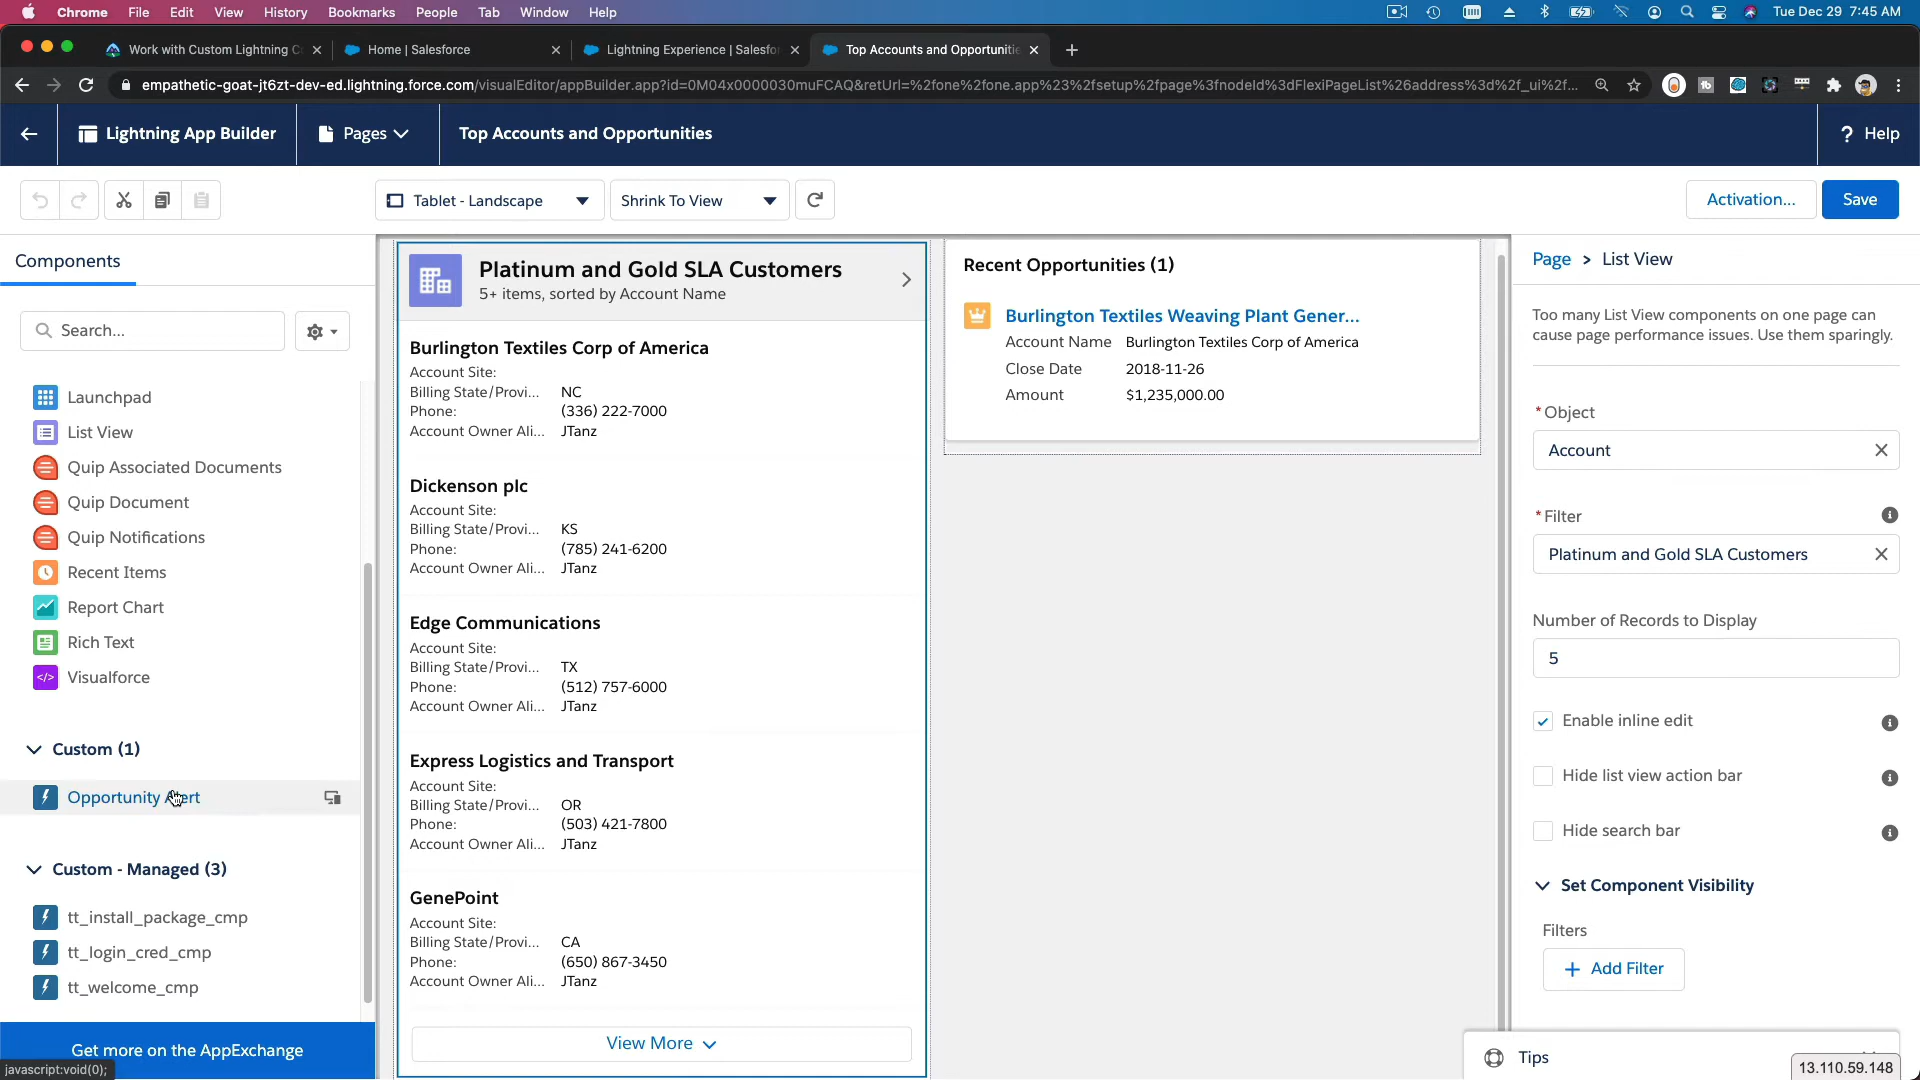 Chrome File Edit View History Bookmarks People Tab Window Help Tue Dec 29 7:45 AM
Work with Custom Lightning C Home | Salesforce Lightning Experience | Salesfor Top Accounts and Opportunitie
empathetic-goat-jt6zt-dev-ed.lightning.force.com/visualEditor/appBuilder.app?id=0M04x0000030muFCAQ&retUrl=%2fone%2fone.app%23%2fsetup%2fpage%3fnodeId%3dFlexiPageList%26address%3d%2f_ui%2f...
Lightning App Builder Pages Top Accounts and Opportunities ? Help
Tablet - Landscape Shrink To View Activation... Save
Components
Search...
Launchpad
List View
Quip Associated Documents
Quip Document
Quip Notifications
Recent Items
Report Chart
Rich Text
Visualforce
Custom (1)
Opportunity Alert
Custom - Managed (3)
tt_install_package_cmp
tt_login_cred_cmp
tt_welcome_cmp
Get more on the AppExchange
javascript:void(0);
Platinum and Gold SLA Customers
5+ items, sorted by Account Name
Burlington Textiles Corp of America
Account Site:
Billing State/Provi... NC
Phone: (336) 222-7000
Account Owner Ali... JTanz
Dickenson plc
Account Site:
Billing State/Provi... KS
Phone: (785) 241-6200
Account Owner Ali... JTanz
Edge Communications
Account Site:
Billing State/Provi... TX
Phone: (512) 757-6000
Account Owner Ali... JTanz
Express Logistics and Transport
Account Site:
Billing State/Provi... OR
Phone: (503) 421-7800
Account Owner Ali... JTanz
GenePoint
Account Site:
Billing State/Provi... CA
Phone: (650) 867-3450
Account Owner Ali... JTanz
View More
Recent Opportunities (1)
Burlington Textiles Weaving Plant Gener...
Account Name Burlington Textiles Corp of America
Close Date 2018-11-26
Amount $1,235,000.00
Page > List View
Too many List View components on one page can
cause page performance issues. Use them sparingly.
*Object
Account
*Filter
Platinum and Gold SLA Customers
Number of Records to Display
5
Enable inline edit
Hide list view action bar
Hide search bar
Set Component Visibility
Filters
+ Add Filter
Tips
13.110.59.148